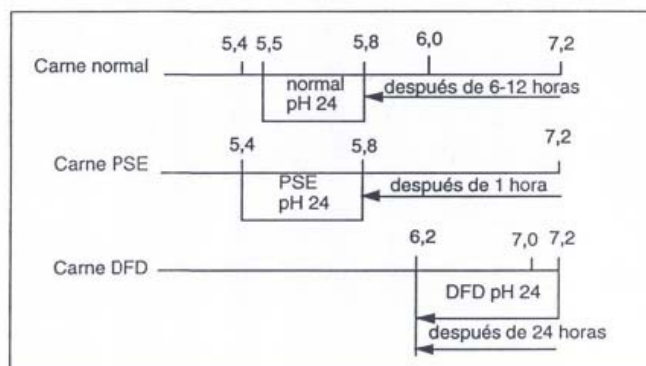 5,4 5,5 5,8 6,0 7,2
Carne normal
normal
pH 24
después de 6-12 horas
5,4 5,8 7,2
Carne PSE
PSE
pH 24
después de 1 hora
6,2 7,0 7,2
Carne DFD
DFD pH 24
después de 24 horas